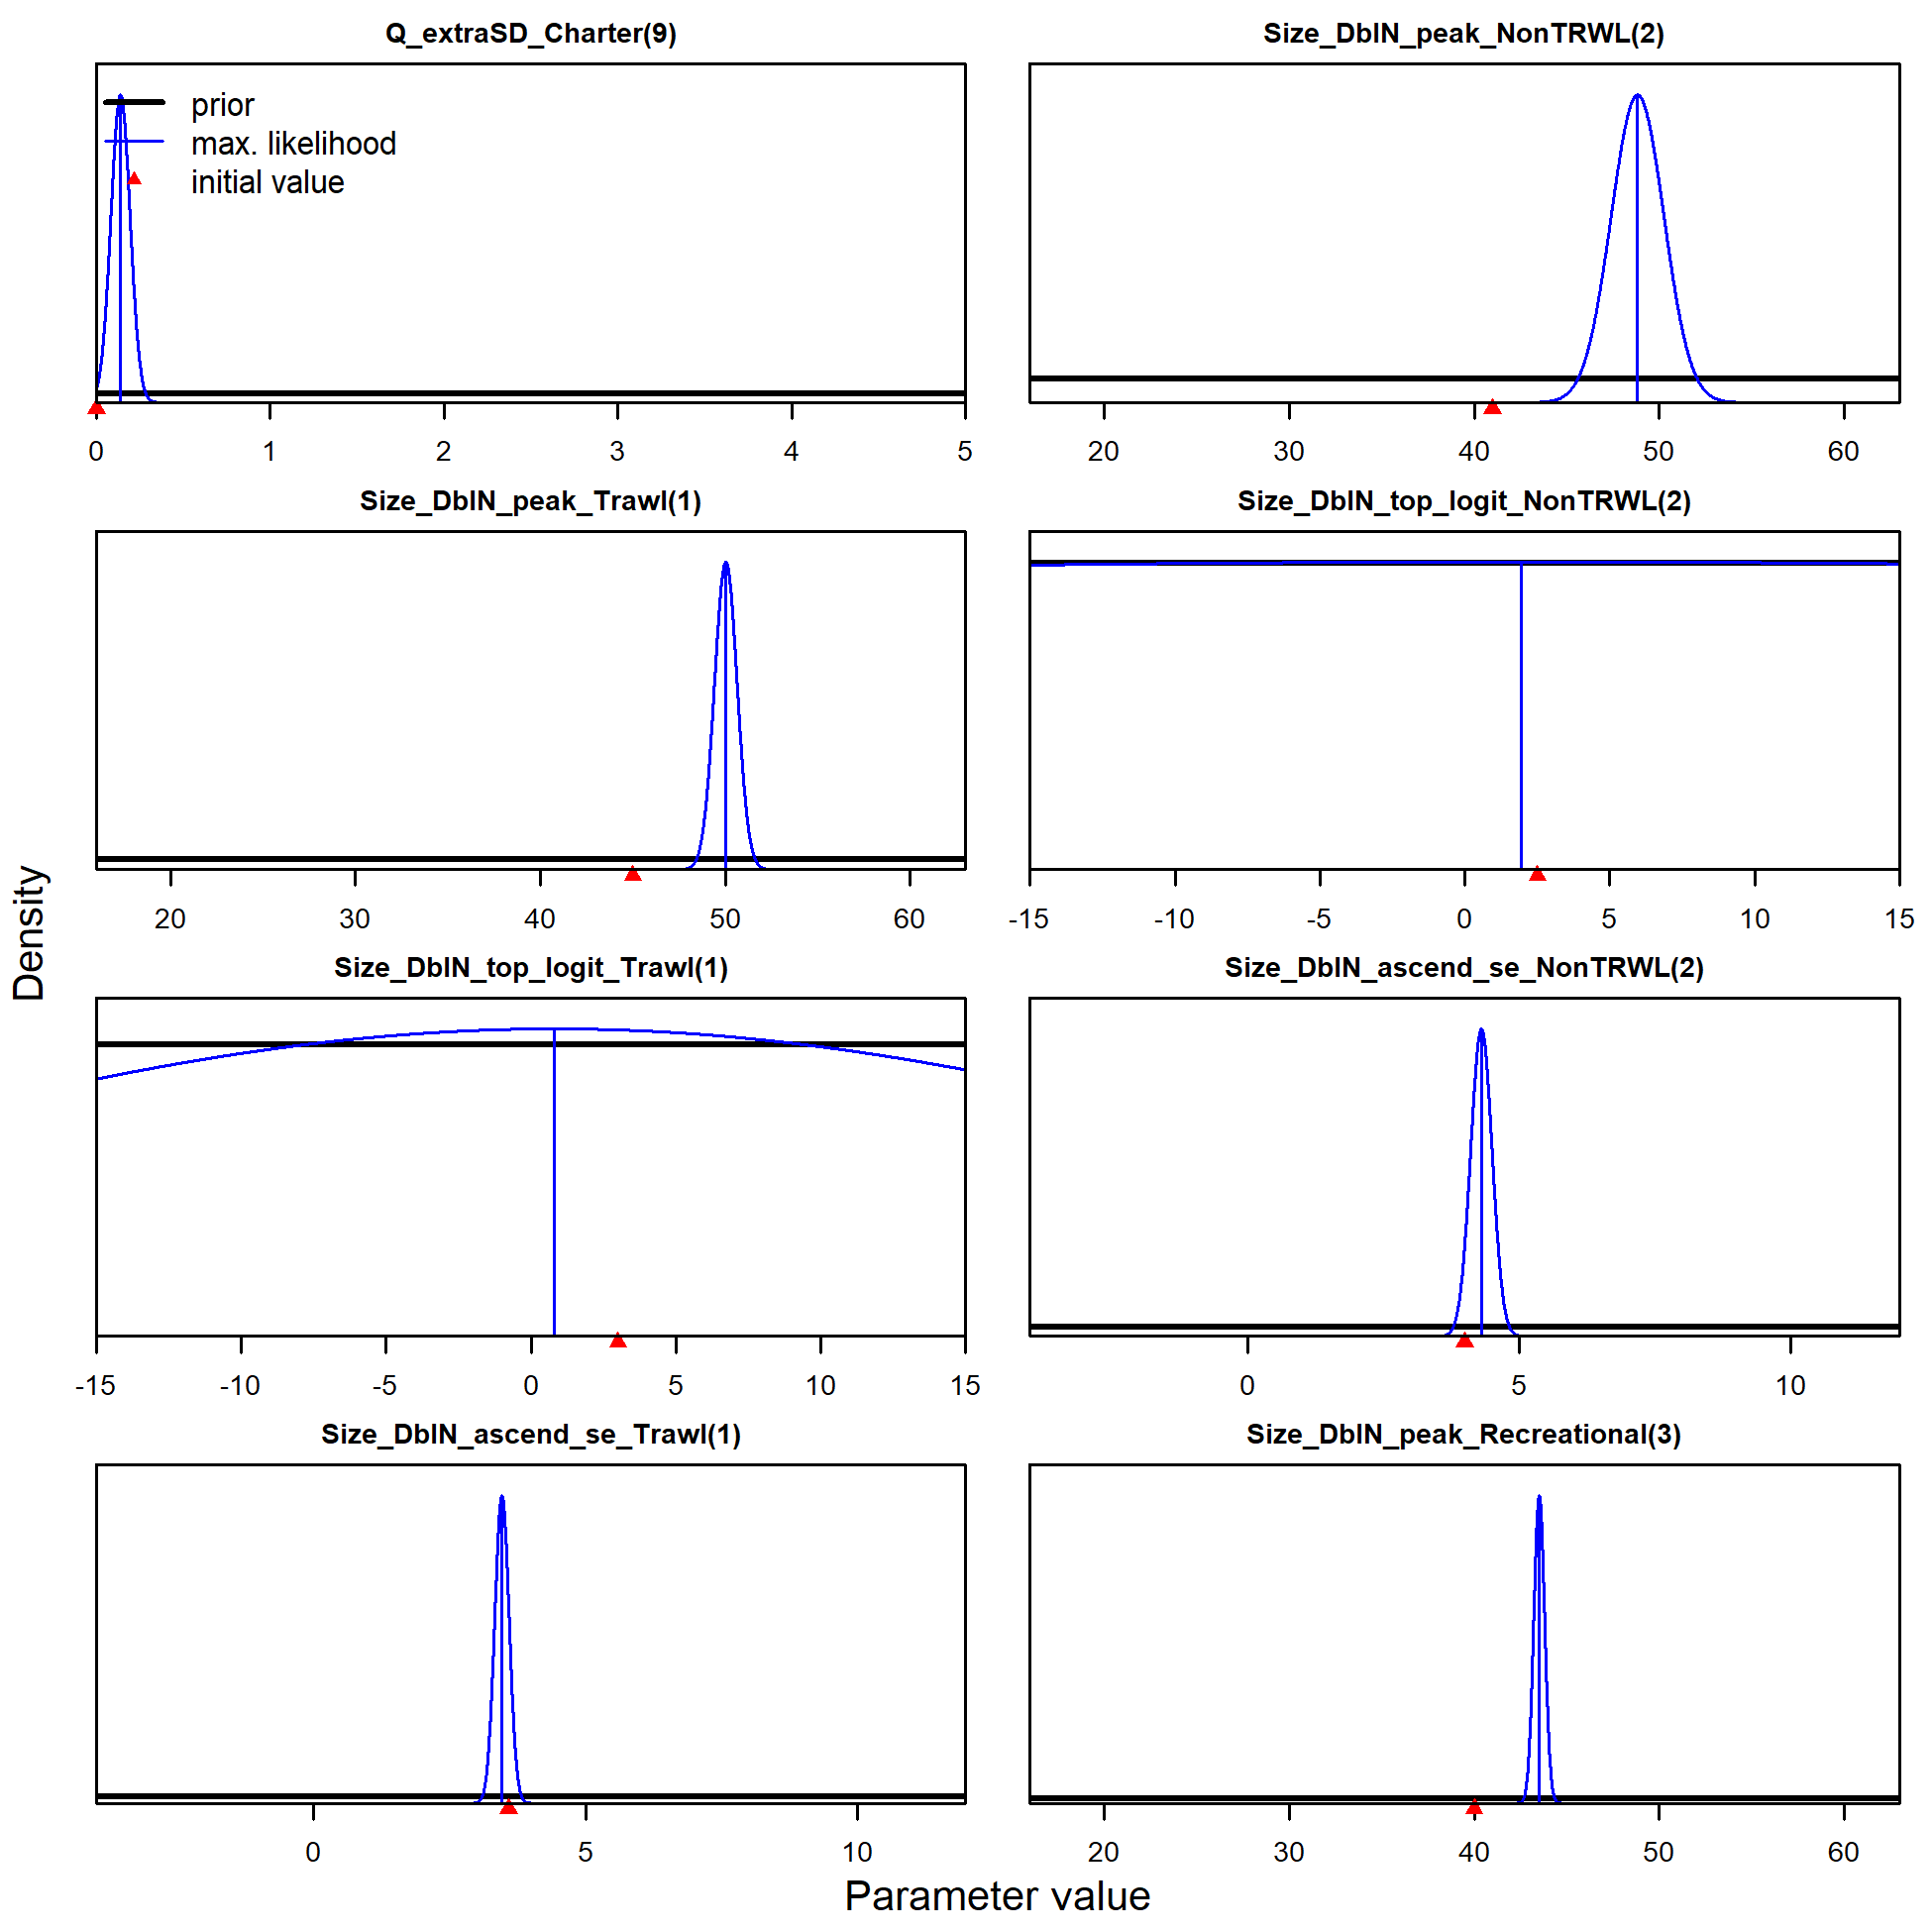 Q_extraSD_Charter(9)
Size_DblN_peak_NonTRWL(2)
prior
max. likelihood
initial value
0 1 2 3 4 5
20 30 40 50 60
Size_DblN_peak_Trawl(1)
Size_DblN_top_logit_NonTRWL(2)
20 30 40 50 60
-15 -10 -5 0 5 10 15
Size_DblN_top_logit_Trawl(1)
Size_DblN_ascend_se_NonTRWL(2)
-15 -10 -5 0 5 10 15
0 5 10
Size_DblN_ascend_se_Trawl(1)
Size_DblN_peak_Recreational(3)
0 5 10
20 30 40 50 60
Density
Parameter value